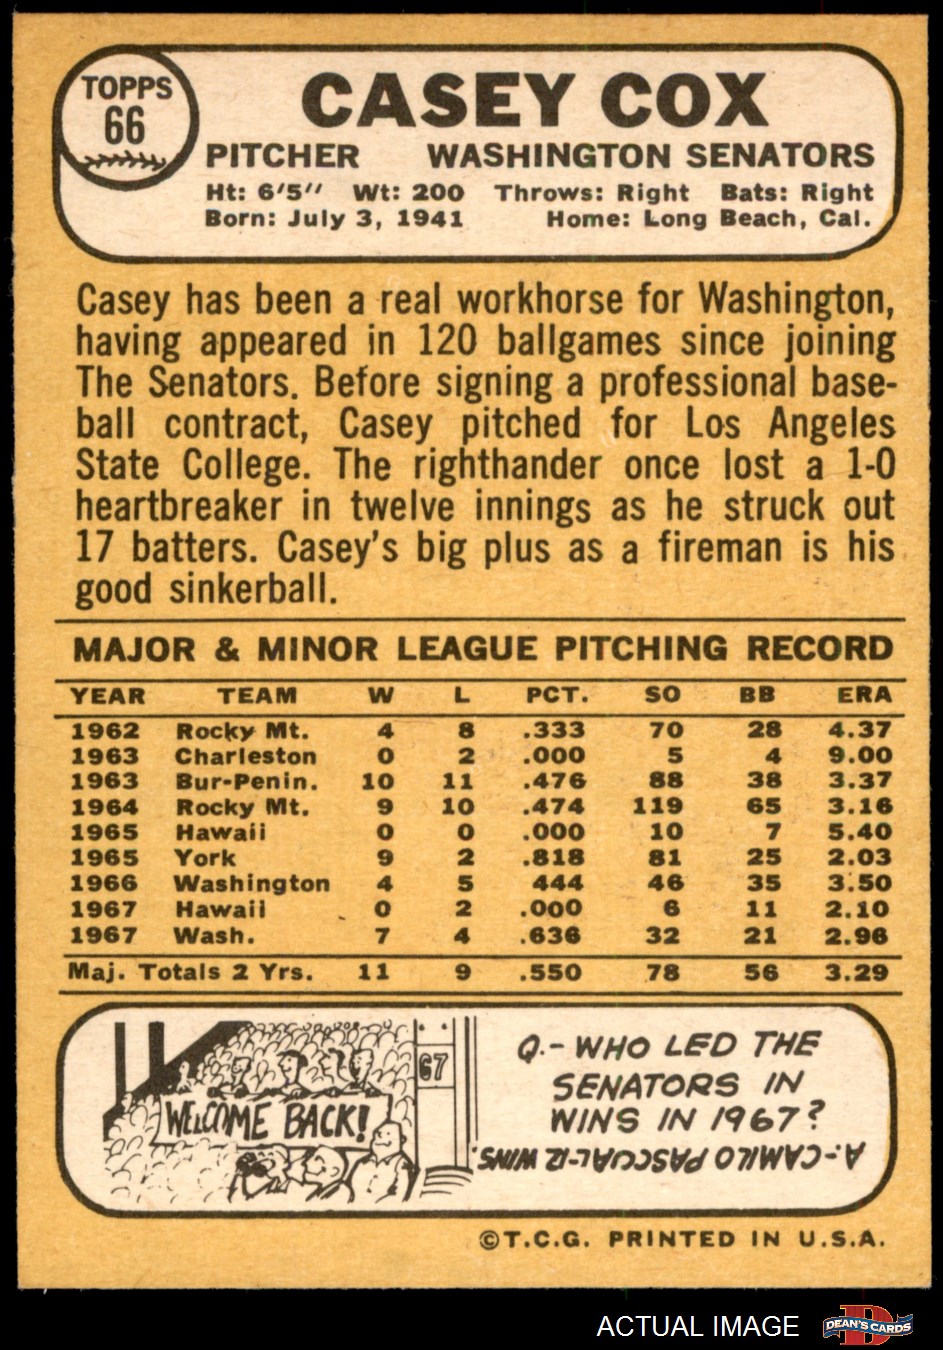 TOPPS
66
CASEY COX
PITCHER WASHINGTON SENATORS
Ht: 6'5" Wt: 200 Throws: Right Bats: Right
Born: July 3, 1941 Home: Long Beach, Cal.
Casey has been a real workhorse for Washington,
having appeared in 120 ballgames since joining
The Senators. Before signing a professional base-
ball contract, Casey pitched for Los Angeles
State College. The righthander once lost a 1-0
heartbreaker in twelve innings as he struck out
17 batters. Casey's big plus as a fireman is his
good sinkerball.
MAJOR & MINOR LEAGUE PITCHING RECORD
YEAR TEAM W L PCT. SO BB ERA
1962 Rocky Mt. 4 8 .333 70 28 4.37
1963 Charleston 0 2 .000 5 4 9.00
1963 Bur-Penin. 10 11 .476 88 38 3.37
1964 Rocky Mt. 9 10 .474 119 65 3.16
1965 Hawaii 0 0 .000 10 7 5.40
1965 York 9 2 .818 81 25 2.03
1966 Washington 4 5 444 46 35 3.50
1967 Hawaii 0 2 .000 6 11 2.10
1967 Wash. 7 4 .636 32 21 2.96
Maj. Totals 2 Yrs. 11 9 .550 78 56 3.29
67
WELCOME BACK!
Q.- WHO LED THE
SENATORS IN
WINS IN 1967?
A:-CAMILO PASCUAL-12 WINS.
©T.C.G. PRINTED IN U.S.A.
ACTUAL IMAGE
DEAN'S CARDS